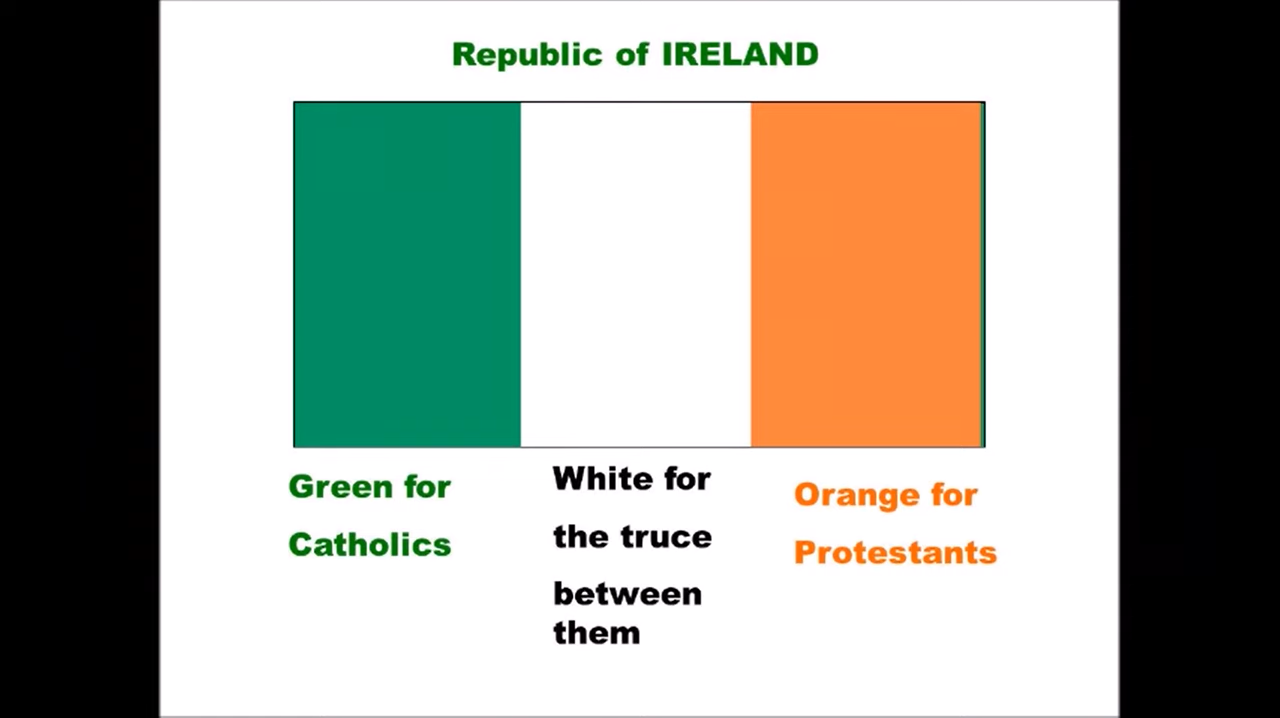 Republic of IRELAND
Green for
Catholics
White for
the truce
between
them
Orange for
Protestants